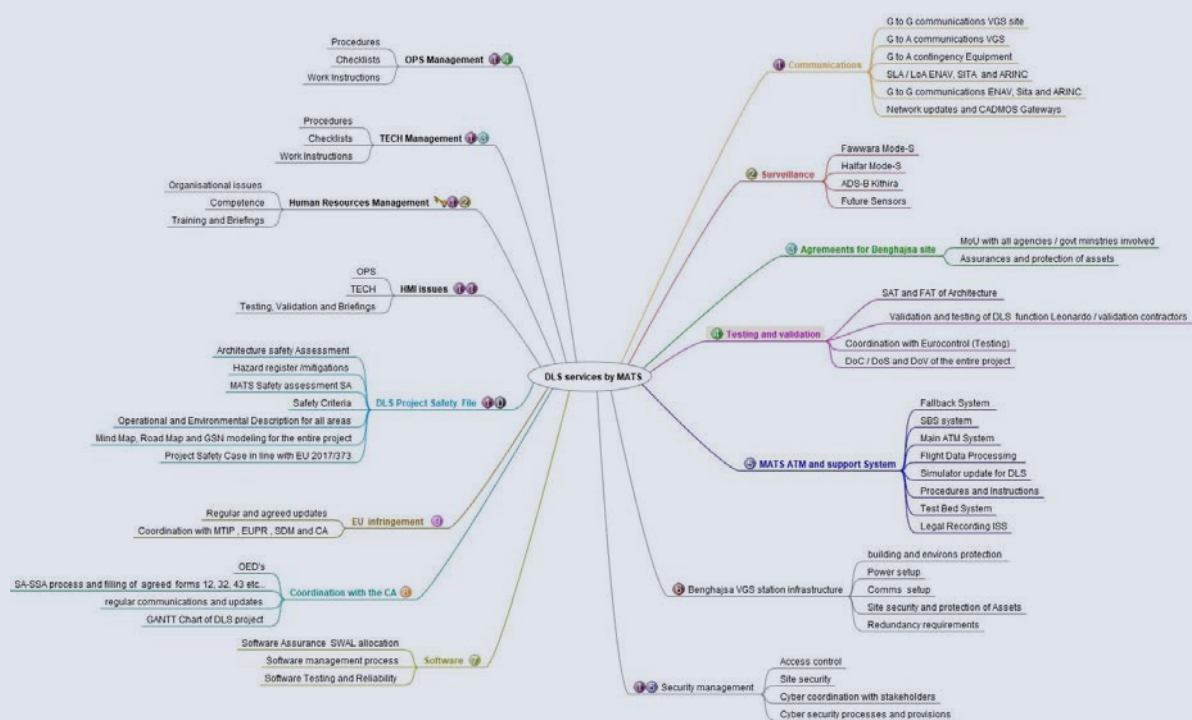 DLS services by MATS
OPS Management
Procedures
Checklists
Work Instructions
TECH Management
Procedures
Checklists
Work Instructions
Human Resources Management
Organisational issues
Competence
Training and Briefings
HMI issues
OPS
TECH
Testing, Validation and Briefings
DLS Project Safety File
Architecture safety Assessment
Hazard register /mitigations
MATS Safety assessment SA
Safety Criteria
Operational and Environmental Description for all areas
Mind Map, Road Map and GSN modeling for the entire project
Project Safety Case in line with EU 2017/373
EU infringement
Regular and agreed updates
Coordination with MTIP , EUPR , SDM and CA
Coordination with the CA
OED's
SA-SSA process and filling of agreed forms 12, 32, 43 etc...
regular communications and updates
GANTT Chart of DLS project
Software
Software Assurance SWAL allocation
Software management process
Software Testing and Reliability
Communications
G to G communications VGS site
G to A communications VGS
G to A contingency Equipment
SLA / LoA ENAV, SITA and ARINC
G to G communications ENAV, Sita and ARINC
Network updates and CADMOS Gateways
Surveillance
Fawwara Mode-S
Halfar Mode-S
ADS-B Kithira
Future Sensors
Agreements for Benghajsa site
MoU with all agencies / govt minstries involved
Assurances and protection of assets
Testing and validation
SAT and FAT of Architecture
Validation and testing of DLS function Leonardo / validation contractors
Coordination with Eurocontrol (Testing)
DoC / DoS and DoV of the entire project
MATS ATM and support System
Fallback System
SBS system
Main ATM System
Flight Data Processing
Simulator update for DLS
Procedures and Instructions
Test Bed System
Legal Recording ISS
Benghajsa VGS station infrastructure
building and environs protection
Power setup
Comms setup
Site security and protection of Assets
Redundancy requirements
Security management
Access control
Site security
Cyber coordination with stakeholders
Cyber security processes and provisions